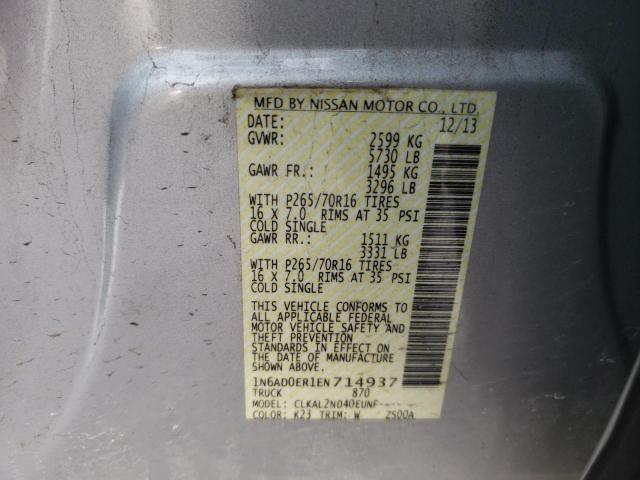 MFD BY NISSAN MOTOR CO., LTD.
DATE: 12/13
GVWR: 2599 KG
5730 LB
GAWR FR.: 1495 KG
3296 LB
WITH P265/70R16 TIRES
16 X 7.0 RIMS AT 35 PSI
COLD SINGLE
GAWR RR.: 1511 KG
3331 LB
WITH P265/70R16 TIRES
16 X 7.0 RIMS AT 35 PSI
COLD SINGLE
THIS VEHICLE CONFORMS TO
ALL APPLICABLE FEDERAL
MOTOR VEHICLE SAFETY AND
THEFT PREVENTION
STANDARDS IN EFFECT ON
THE DATE OF MANUFACTURE
SHOWN ABOVE.
1N6AD0ER1EN714937
TRUCK 870
MODEL: CLKAL2N040EUNF
COLOR: K23 TRIM: W 2500A